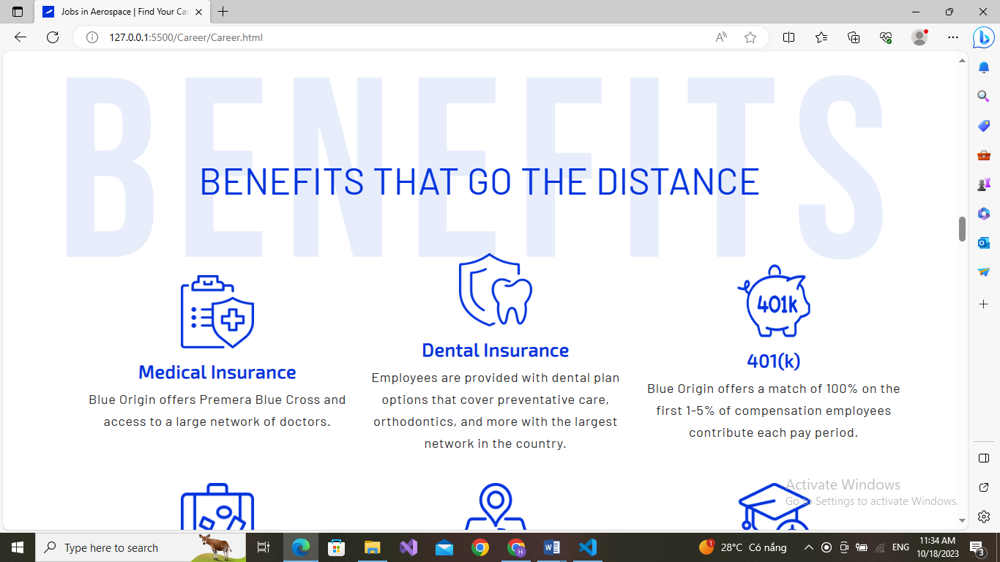 Jobs in Aerospace | Find Your Car
127.0.0.1:5500/Career/Career.html
BENEFITS
BENEFITS THAT GO THE DISTANCE
401k
Medical Insurance
Blue Origin offers Premera Blue Cross and
access to a large network of doctors.
Dental Insurance
Employees are provided with dental plan
options that cover preventative care,
orthodontics, and more with the largest
network in the country.
401(k)
Blue Origin offers a match of 100% on the
first 1-5% of compensation employees
contribute each pay period.
Activate Windows
Go to Settings to activate Windows.
Type here to search
1
28°C Có nắng
ENG
11:34 AM
10/18/2023
3